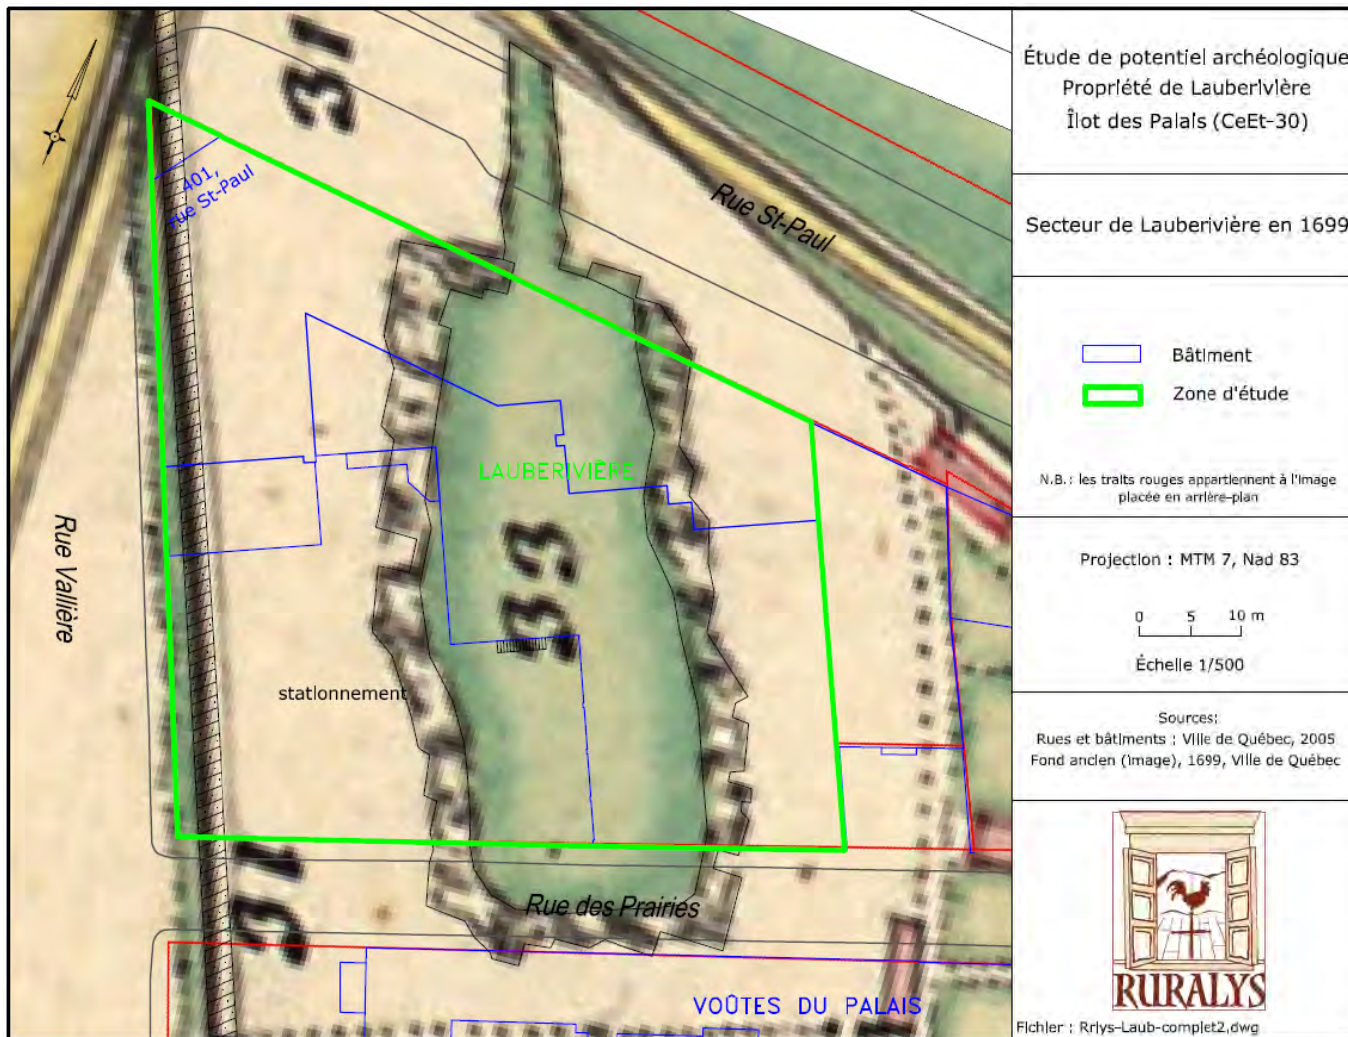 31
401,
rue St-Paul
Rue St-Paul
LAUBERIVIÈRE
33
Rue Vallière
stationnement
31
Rue des Prairies
VOÛTES DU PALAIS
Étude de potentiel archéologique
Propriété de Lauberivière
Îlot des Palais (CeEt-30)
Secteur de Lauberivière en 1699
Bâtiment
Zone d'étude
N.B.: les traits rouges appartiennent à l'image
placée en arrière-plan
Projection : MTM 7, Nad 83
0 5 10 m
Échelle 1/500
Sources:
Rues et bâtiments : Ville de Québec, 2005
Fond ancien (image), 1699, Ville de Québec
RURALYS
Fichier : Rrlys-Laub-complet2.dwg